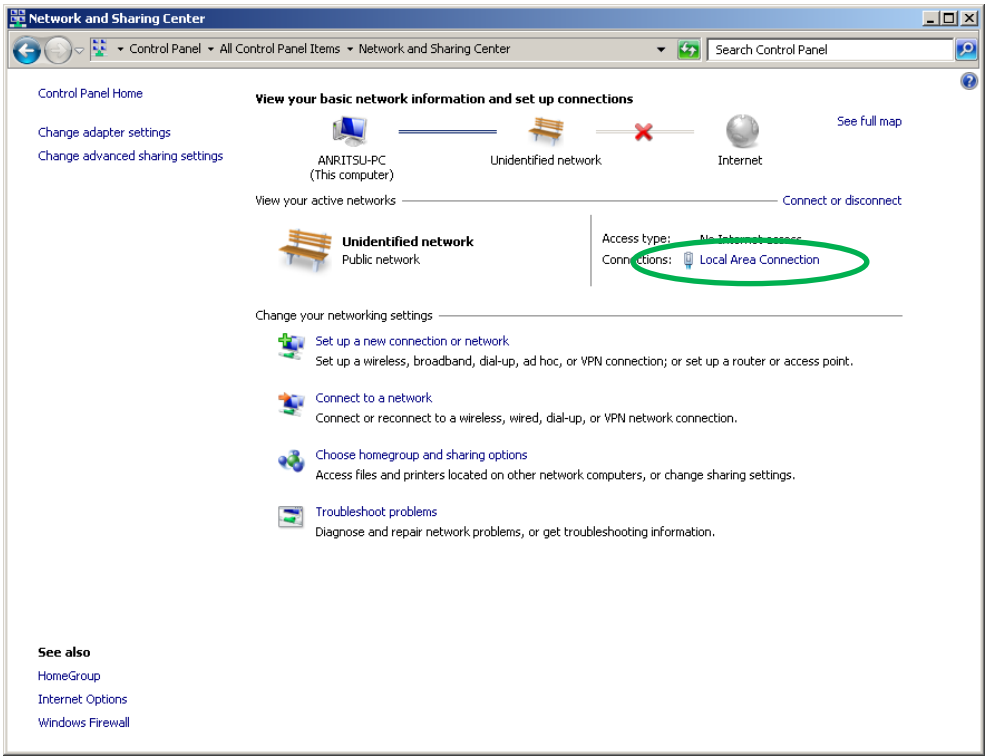 Network and Sharing Center
Control Panel All Control Panel Items Network and Sharing Center
Search Control Panel
Control Panel Home
Change adapter settings
Change advanced sharing settings
View your basic network information and set up connections
See full map
ANRITSU-PC
(This computer)
Unidentified network
Internet
View your active networks
Connect or disconnect
Unidentified network
Public network
Access type: No Internet access
Connections: Local Area Connection
Change your networking settings
Set up a new connection or network
Set up a wireless, broadband, dial-up, ad hoc, or VPN connection; or set up a router or access point.
Connect to a network
Connect or reconnect to a wireless, wired, dial-up, or VPN network connection.
Choose homegroup and sharing options
Access files and printers located on other network computers, or change sharing settings.
Troubleshoot problems
Diagnose and repair network problems, or get troubleshooting information.
See also
HomeGroup
Internet Options
Windows Firewall